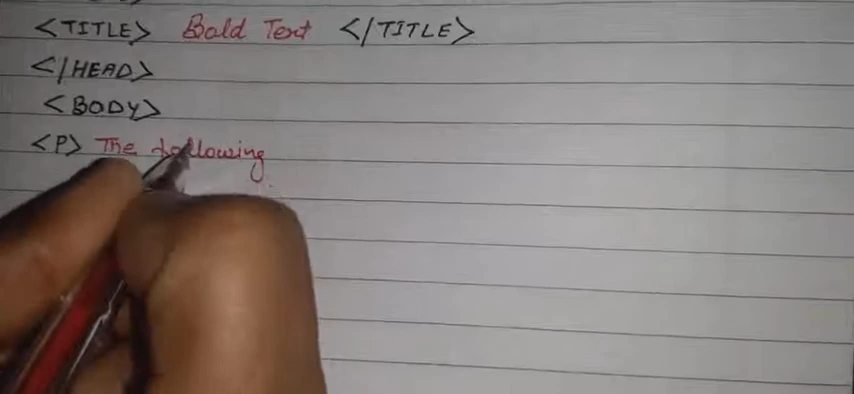 <TITLE> Bold Text </TITLE>
</HEAD>
<BODY>
<P> The following